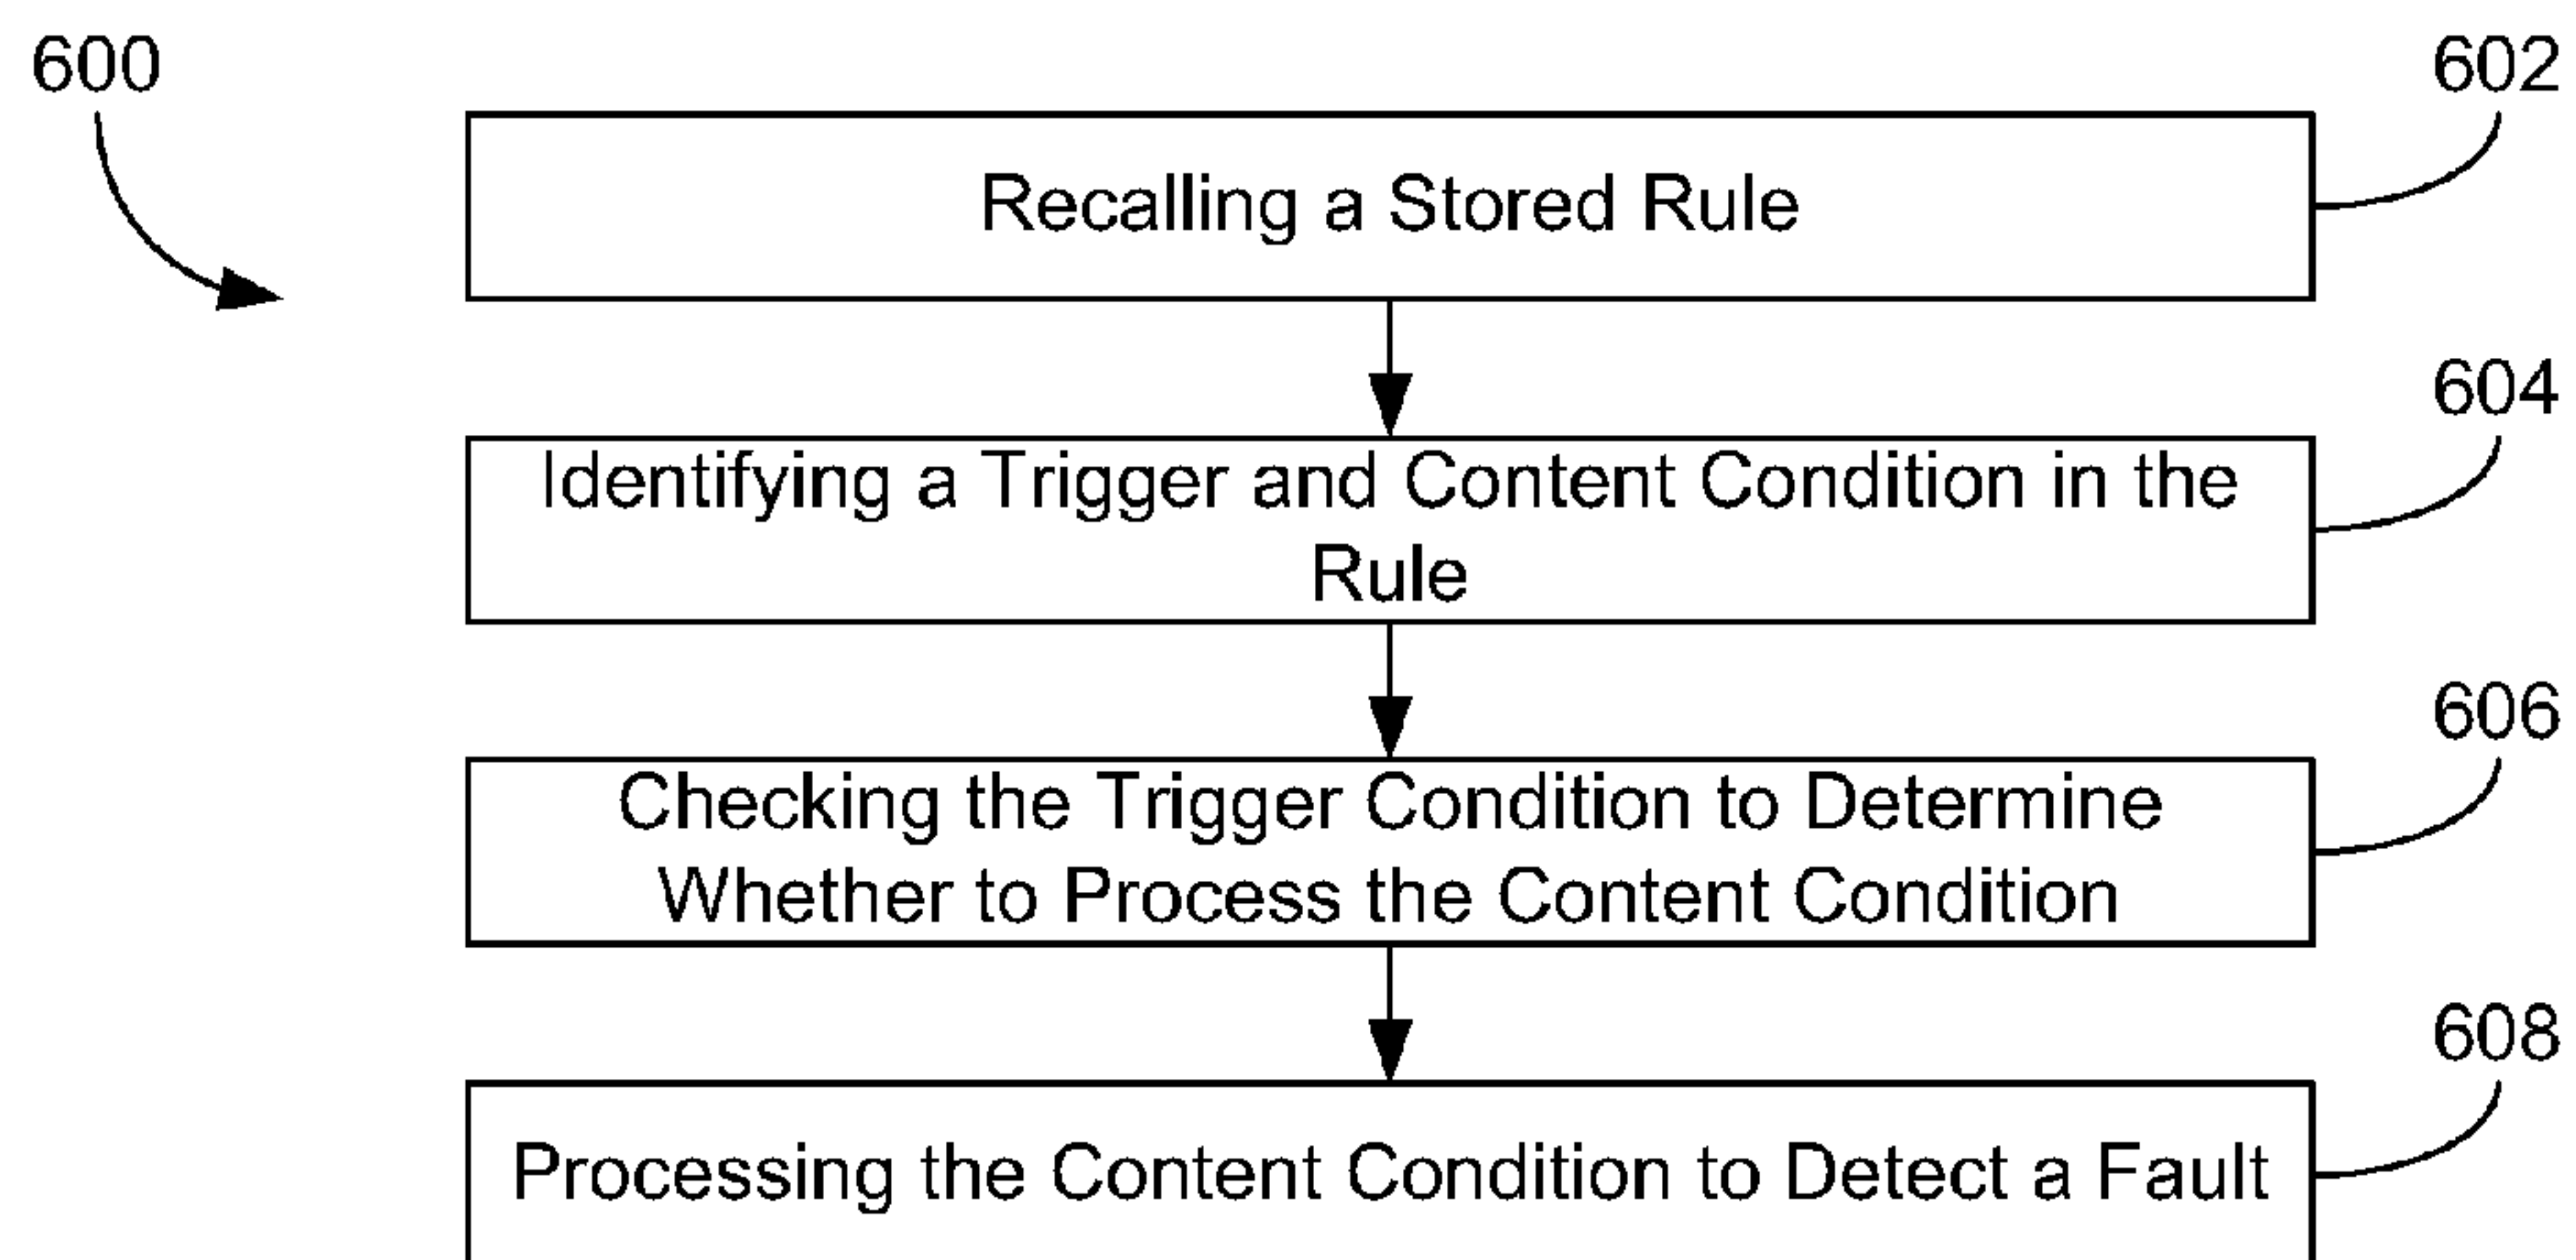 600
602
Recalling a Stored Rule
604
Identifying a Trigger and Content Condition in the
Rule
606
Checking the Trigger Condition to Determine
Whether to Process the Content Condition
608
Processing the Content Condition to Detect a Fault